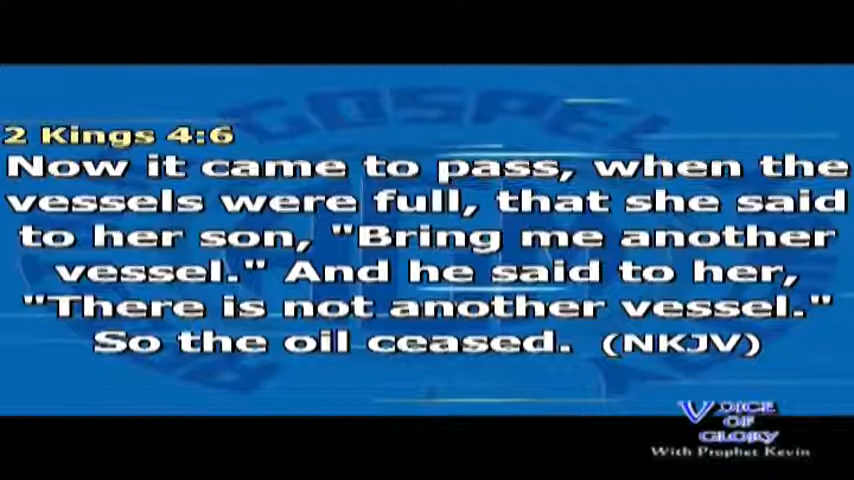 GOSPEL
2 Kings 4:6
Now it came to pass, when the
vessels were full, that she said
to her son, "Bring me another
vessel." And he said to her,
"There is not another vessel."
So the oil ceased. (NKJV)
VOICE
OF
GLORY
With Prophet Kevin